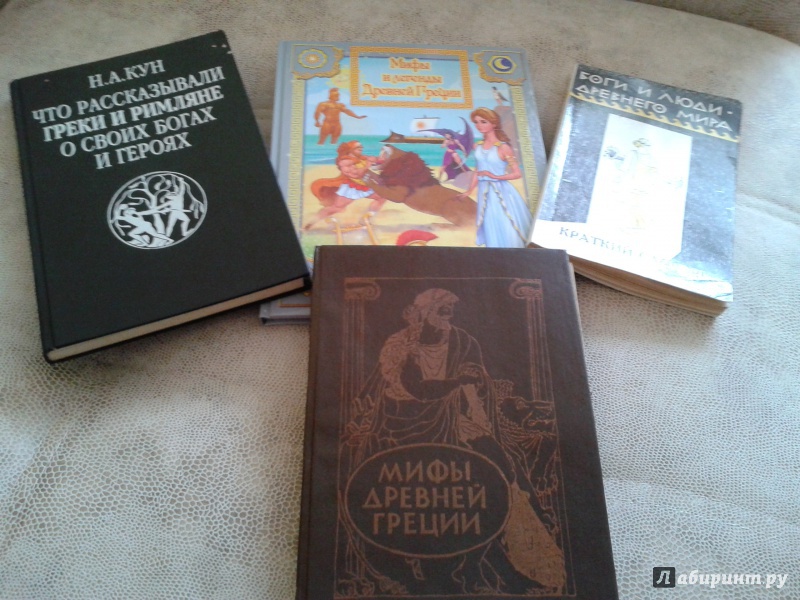 Н.А.КУН
ЧТО РАССКАЗЫВАЛИ
ГРЕКИ И РИМЛЯНЕ
О СВОИХ БОГАХ
И ГЕРОЯХ
Мифы
и легенды
Древней Греции
БОГИ И ЛЮДИ
ДРЕВНЕГО МИРА
КРАТКИЙ
МИФЫ
ДРЕВНЕЙ
ГРЕЦИИ
Лабиринт.ру